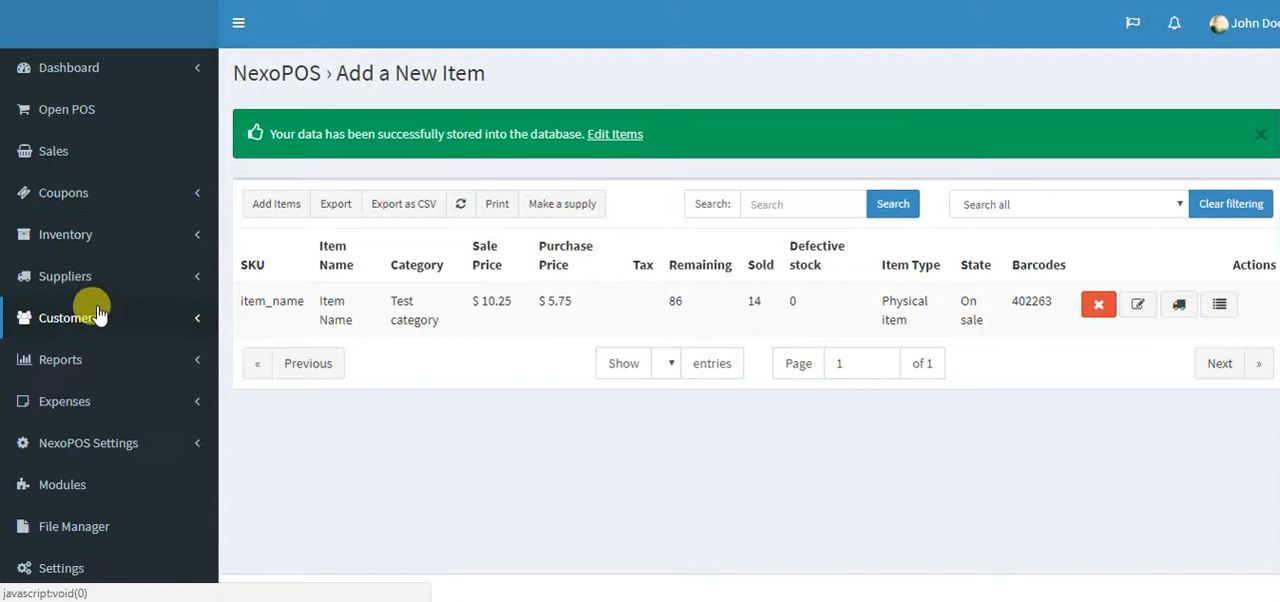 John Doe
Dashboard
Open POS
Sales
Coupons
Inventory
Suppliers
Customers
Reports
Expenses
NexoPOS Settings
Modules
File Manager
Settings
javascript:void(0)
NexoPOS › Add a New Item
Your data has been successfully stored into the database. Edit Items
×
Add Items Export Export as CSV Print Make a supply Search: Search Search Search all Clear filtering
SKU Item Name Category Sale Price Purchase Price Tax Remaining Sold Defective stock Item Type State Barcodes Actions
item_name Item Name Test category $ 10.25 $ 5.75 86 14 0 Physical item On sale 402263
« Previous Show entries Page 1 of 1 Next »